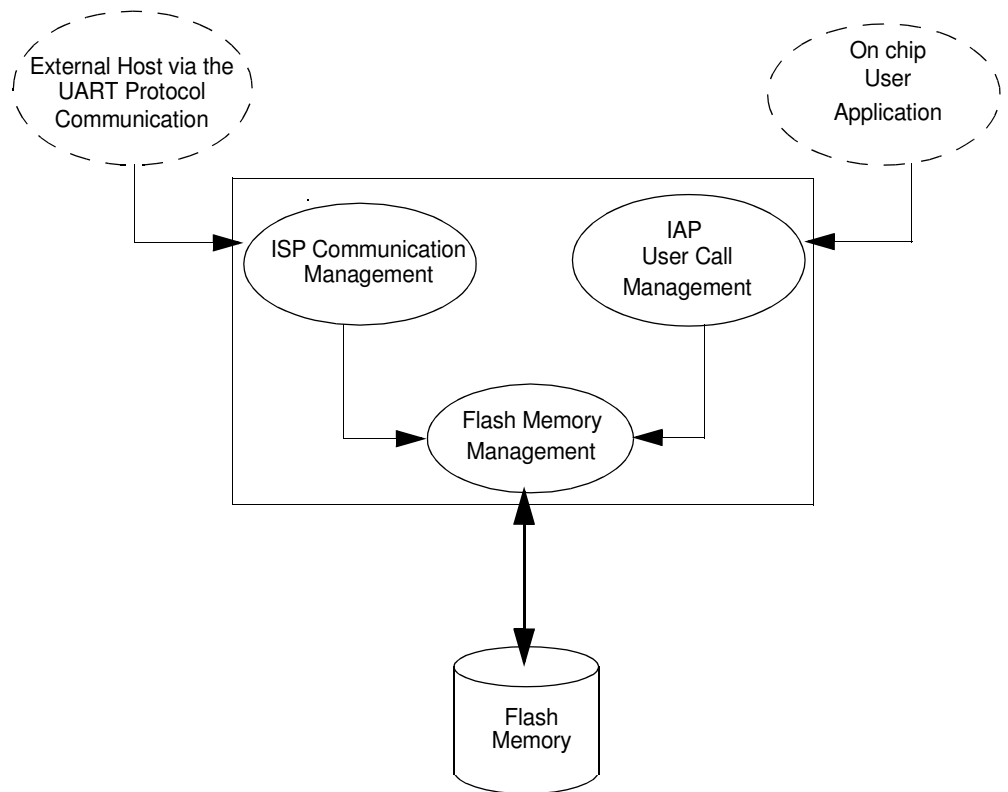 External Host via the
UART Protocol
Communication
On chip
User
Application
ISP Communication
Management
IAP
User Call
Management
Flash Memory
Management
Flash
Memory